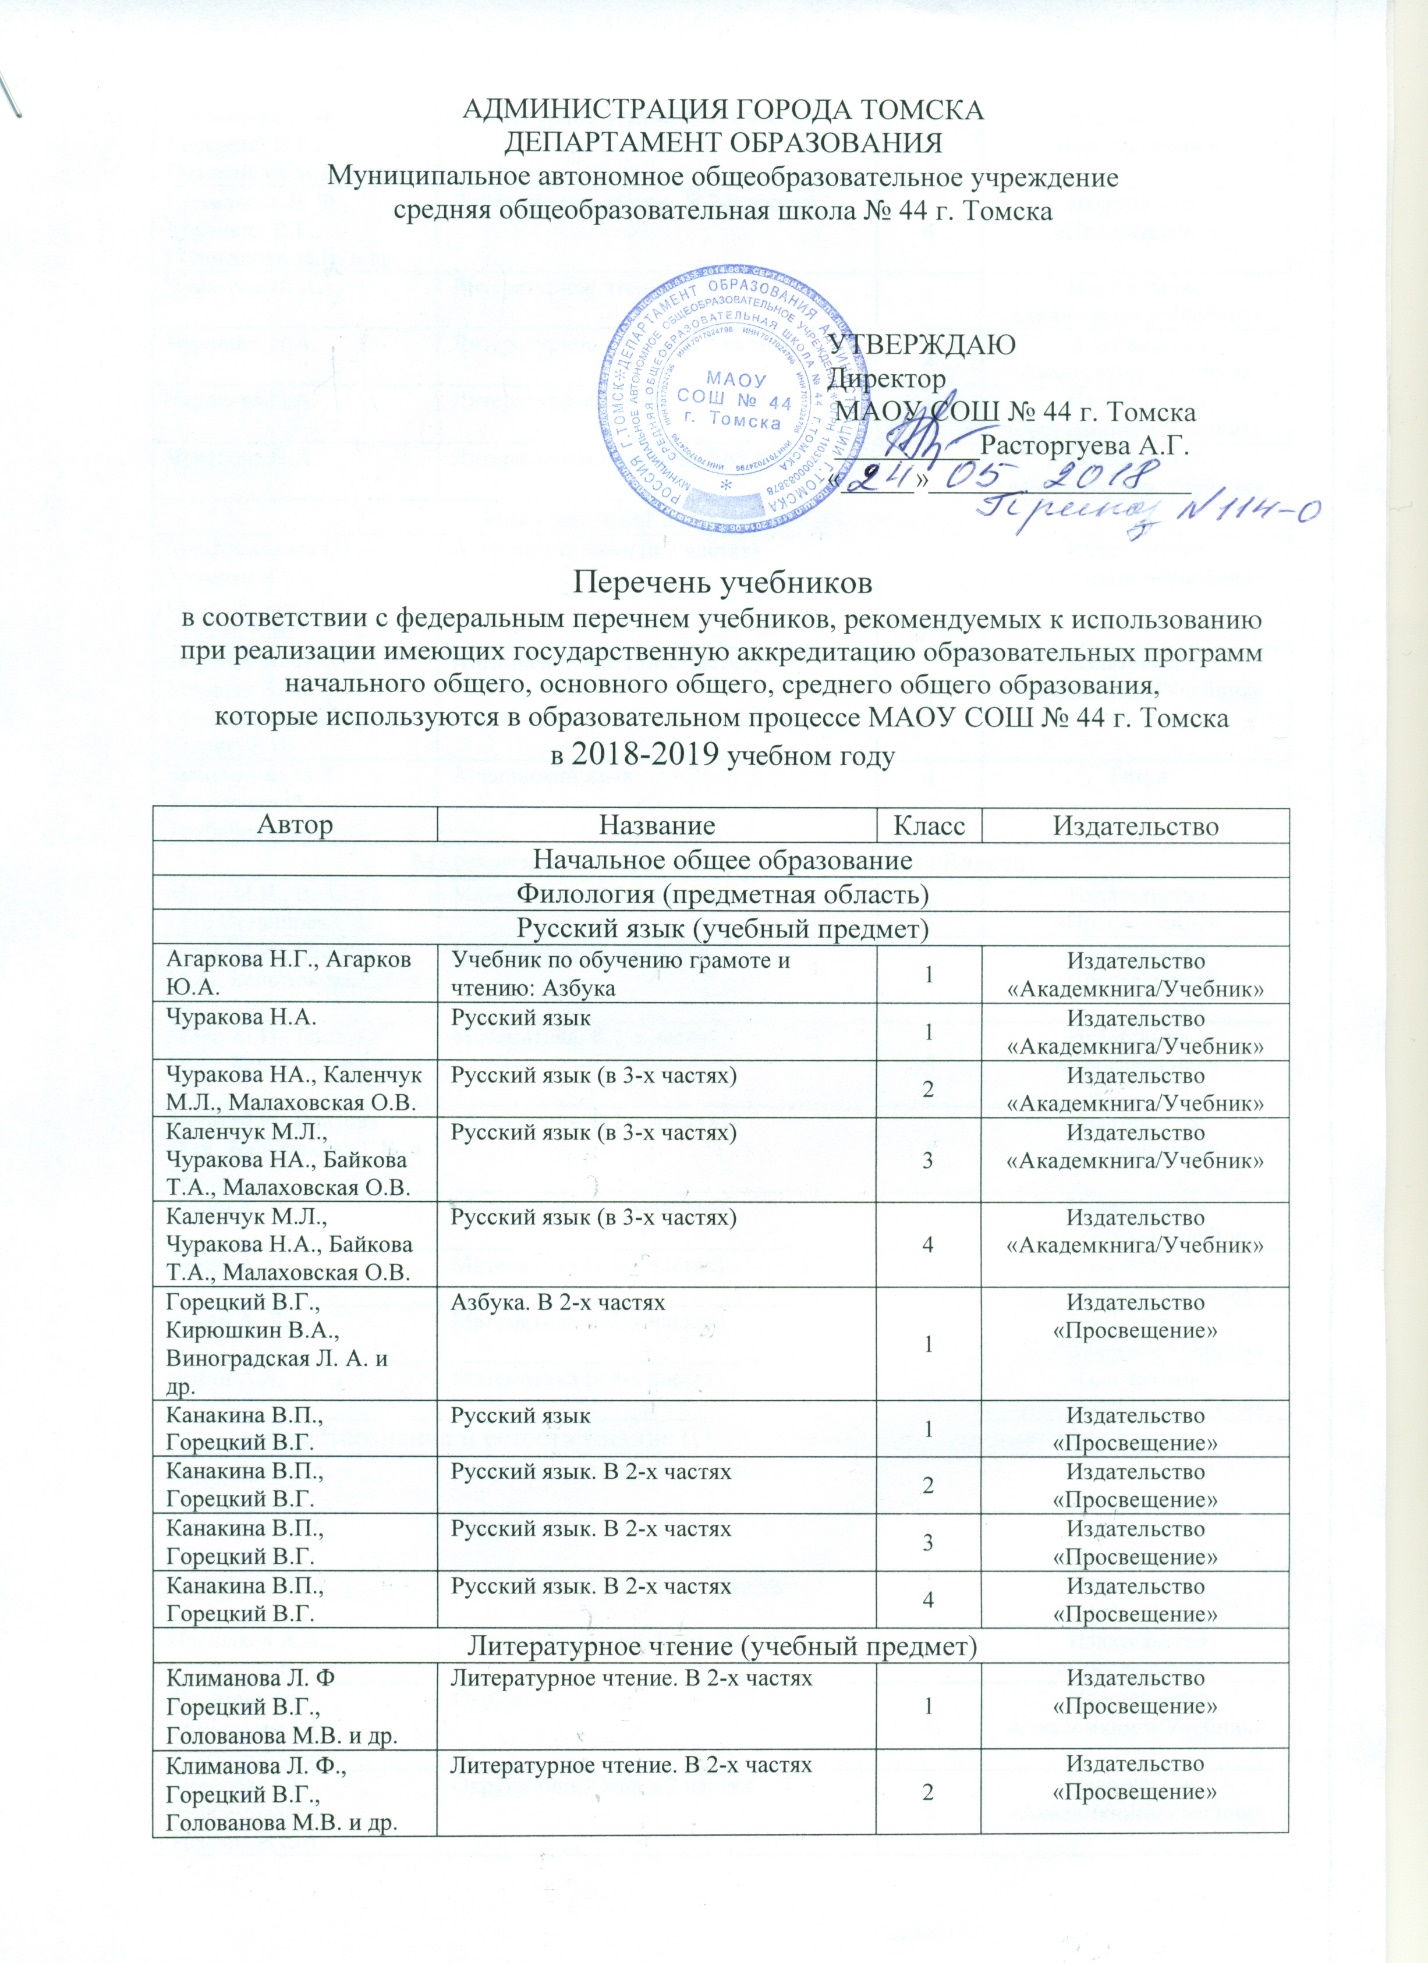 АДМИНИСТРАЦИЯ ГОРОДА ТОМСКА
ДЕПАРТАМЕНТ ОБРАЗОВАНИЯ
Муниципальное автономное общеобразовательное учреждение
средняя общеобразовательная школа № 44 г. Томска
МАОУ
СОШ № 44
г. Томска
УТВЕРЖДАЮ
Директор
МАОУ СОШ № 44 г. Томска
Расторгуева А.Г.
«24» 05 2018
Приказ N 114-О
Перечень учебников
в соответствии с федеральным перечнем учебников, рекомендуемых к использованию
при реализации имеющих государственную аккредитацию образовательных программ
начального общего, основного общего, среднего общего образования,
которые используются в образовательном процессе МАОУ СОШ № 44 г. Томска
в 2018-2019 учебном году
Автор Название Класс Издательство
Начальное общее образование
Филология (предметная область)
Русский язык (учебный предмет)
Агаркова Н.Г., Агарков Учебник по обучению грамоте и 1 Издательство
Ю.А. чтению: Азбука «Академкнига/Учебник»
Чуракова Н.А. Русский язык 1 Издательство
«Академкнига/Учебник»
Чуракова НА., Каленчук Русский язык (в 3-х частях) 2 Издательство
М.Л., Малаховская О.В. «Академкнига/Учебник»
Каленчук М.Л., Русский язык (в 3-х частях) Издательство
Чуракова НА., Байкова 3 «Академкнига/Учебник»
Т.А., Малаховская О.В.
Каленчук М.Л., Русский язык (в 3-х частях) Издательство
Чуракова Н.А., Байкова 4 «Академкнига/Учебник»
Т.А., Малаховская О.В.
Горецкий В.Г., Азбука. В 2-х частях Издательство
Кирюшкин В.А., 1 «Просвещение»
Виноградская Л. А. и
др.
Канакина В.П., Русский язык 1 Издательство
Горецкий В.Г. «Просвещение»
Канакина В.П., Русский язык. В 2-х частях 2 Издательство
Горецкий В.Г. «Просвещение»
Канакина В.П., Русский язык. В 2-х частях 3 Издательство
Горецкий В.Г. «Просвещение»
Канакина В.П., Русский язык. В 2-х частях 4 Издательство
Горецкий В.Г. «Просвещение»
Литературное чтение (учебный предмет)
Климанова Л. Ф Литературное чтение. В 2-х частях Издательство
Горецкий В.Г., 1 «Просвещение»
Голованова М.В. и др.
Климанова Л. Ф., Литературное чтение. В 2-х частях Издательство
Горецкий В.Г., 2 «Просвещение»
Голованова М.В. и др.